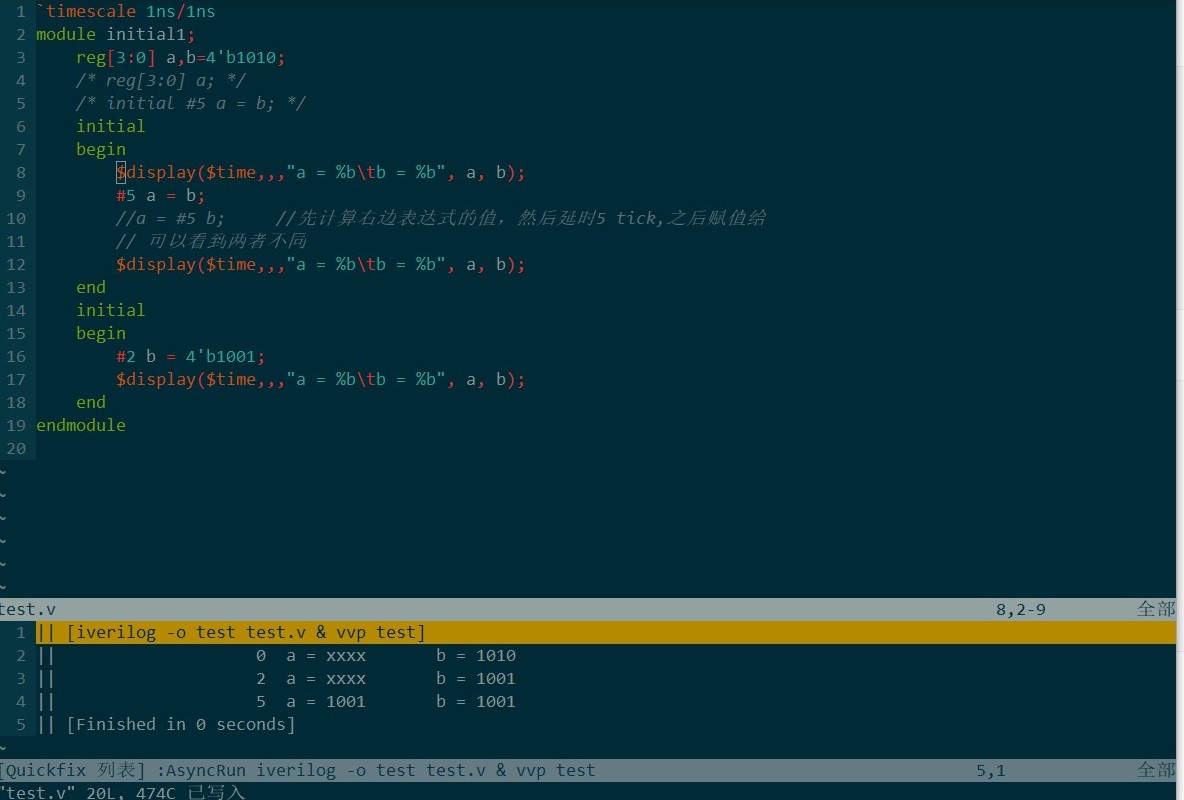 1 `timescale 1ns/1ns
2 module initial1;
3     reg[3:0] a,b=4'b1010;
4     /* reg[3:0] a; */
5     /* initial #5 a = b; */
6     initial
7     begin
8         $display($time,,,"a = %b\tb = %b", a, b);
9         #5 a = b;
10         //a = #5 b;     //先计算右边表达式的值，然后延时5 tick,之后赋值给
11         // 可以看到两者不同
12         $display($time,,,"a = %b\tb = %b", a, b);
13     end
14     initial
15     begin
16         #2 b = 4'b1001;
17         $display($time,,,"a = %b\tb = %b", a, b);
18     end
19 endmodule
20
~
~
~
~
~
~
test.v 8,2-9 全部
1 || [iverilog -o test test.v & vvp test]
2 ||                    0  a = xxxx       b = 1010
3 ||                    2  a = xxxx       b = 1001
4 ||                    5  a = 1001       b = 1001
5 || [Finished in 0 seconds]
~
[Quickfix 列表] :AsyncRun iverilog -o test test.v & vvp test 5,1 全部
"test.v" 20L, 474C 已写入